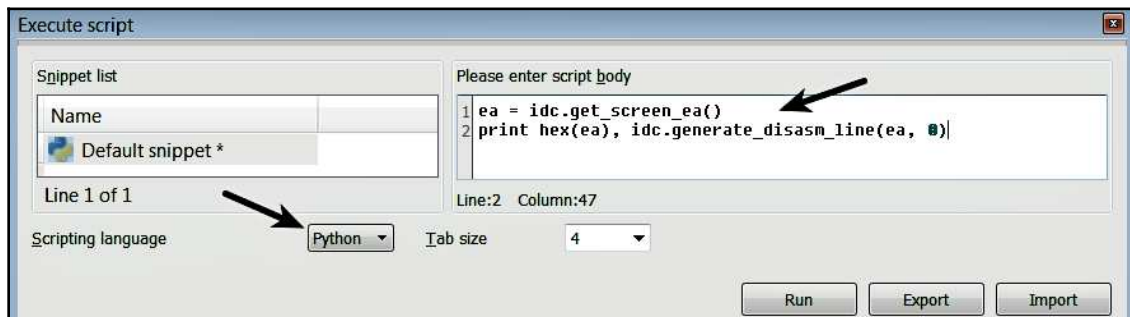 Execute script
Snippet list
Name
Default snippet *
Line 1 of 1
Please enter script body
1 ea = idc.get_screen_ea()
2 print hex(ea), idc.generate_disasm_line(ea, 0)
Line:2 Column:47
Scripting language
Python
Tab size
4
Run
Export
Import